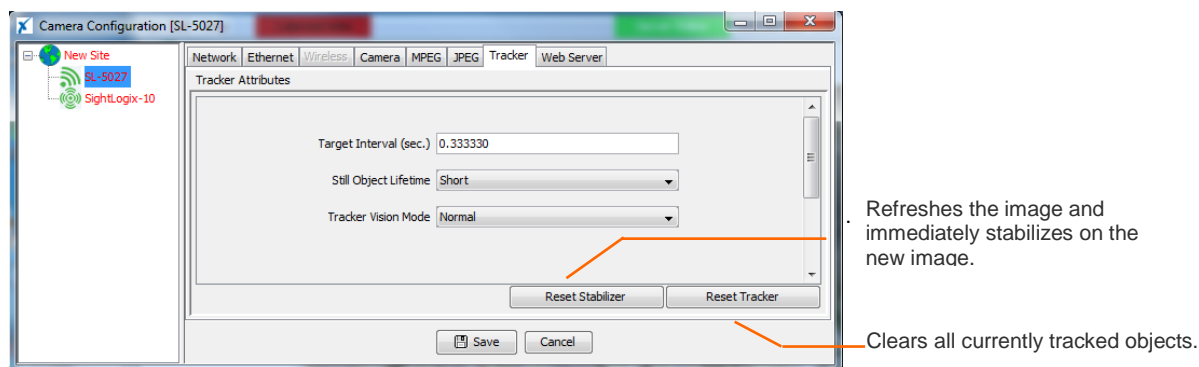 Camera Configuration [SL-5027]
New Site
SL-5027
SightLogix-10
Network Ethernet Wireless Camera MPEG JPEG Tracker Web Server
Tracker Attributes
Target Interval (sec.) 0.333330
Still Object Lifetime Short
Tracker Vision Mode Normal
Reset Stabilizer Reset Tracker
Save Cancel
. Refreshes the image and
immediately stabilizes on the
new image.
Clears all currently tracked objects.